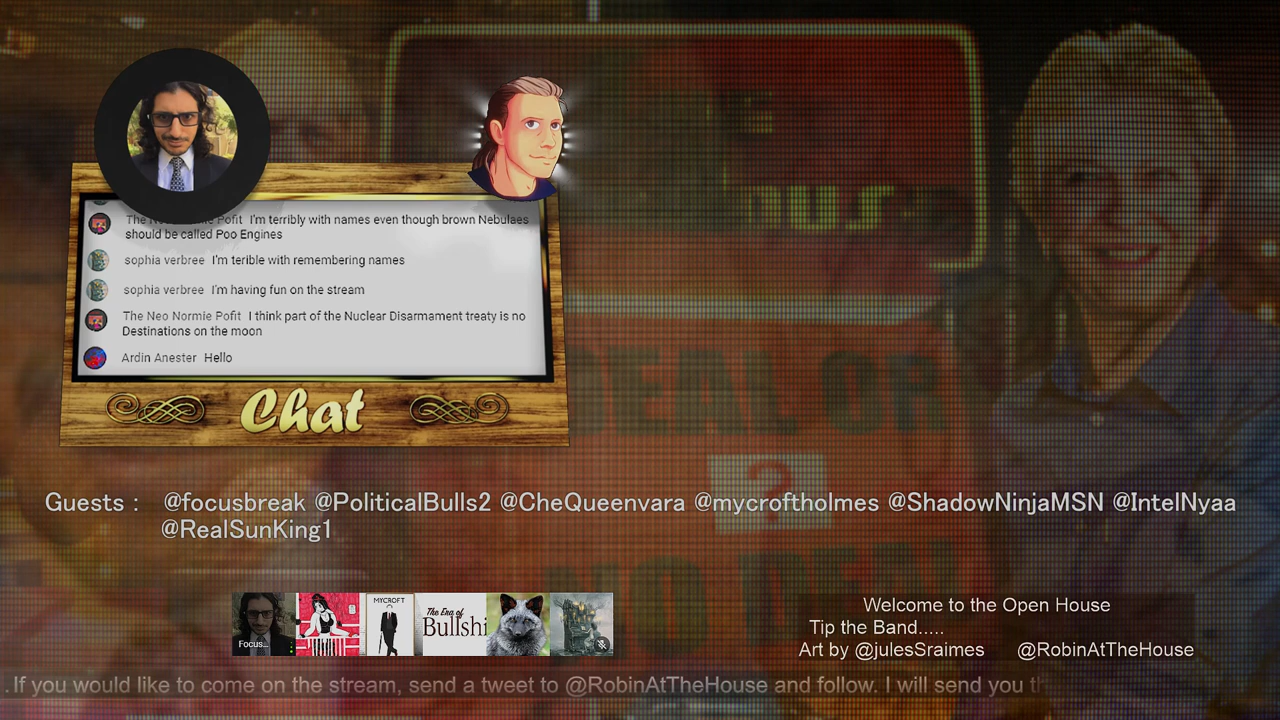 The No
Pofit I'm terribly with names even though brown Nebulaes
should be called Poo Engines
sophia verbree I'm terible with remembering names
sophia verbree I'm having fun on the stream
The Neo Normie Pofit I think part of the Nuclear Disarmament treaty is no
Destinations on the moon
Ardin Anester Hello
Chat
DEAL OR
?
NO DEAL
Guests : @focusbreak @PoliticalBulls2 @CheQueenvara @mycroftholmes @ShadowNinjaMSN @IntelNyaa
@RealSunKing1
Focus...
MYCROFT
The Era of
Bullshi
Welcome to the Open House
Tip the Band.....
Art by @julesSraimes @RobinAtTheHouse
. If you would like to come on the stream, send a tweet to @RobinAtTheHouse and follow. I will send you th